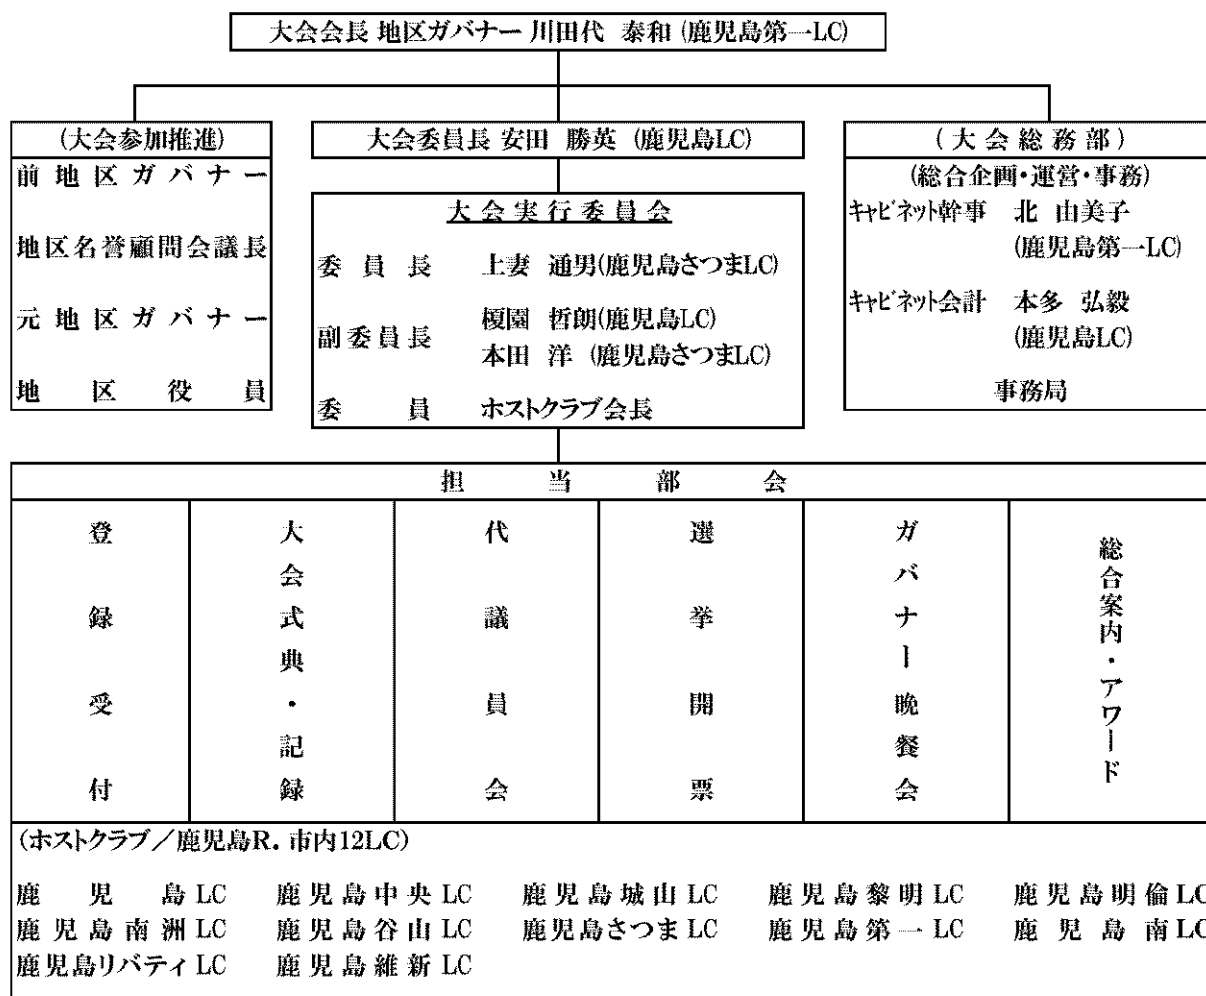 大会会長 地区ガバナー 川田代 泰和 (鹿児島第一LC)
(大会参加推進)
前地区ガバナー
地区名誉顧問会議長
元地区ガバナー
地区役員
大会委員長 安田 勝英 (鹿児島LC)
大会実行委員会
委員長 上妻 通男(鹿児島さつまLC)
副委員長 榎園 哲朗(鹿児島LC)
本田 洋 (鹿児島さつまLC)
委員 ホストクラブ会長
(大会総務部)
(総合企画・運営・事務)
キャビネット幹事 北 由美子
(鹿児島第一LC)
キャビネット会計 本多 弘毅
(鹿児島LC)
事務局
担当部会
登録受付
大会式典・記録
代議員会
選挙開票
ガバナー晩餐会
総合案内・アワード
(ホストクラブ/鹿児島R. 市内12LC)
鹿児島LC 鹿児島中央LC 鹿児島城山LC 鹿児島黎明LC 鹿児島明倫LC
鹿児島南洲LC 鹿児島谷山LC 鹿児島さつまLC 鹿児島第一LC 鹿児島南LC
鹿児島リバティLC 鹿児島維新LC